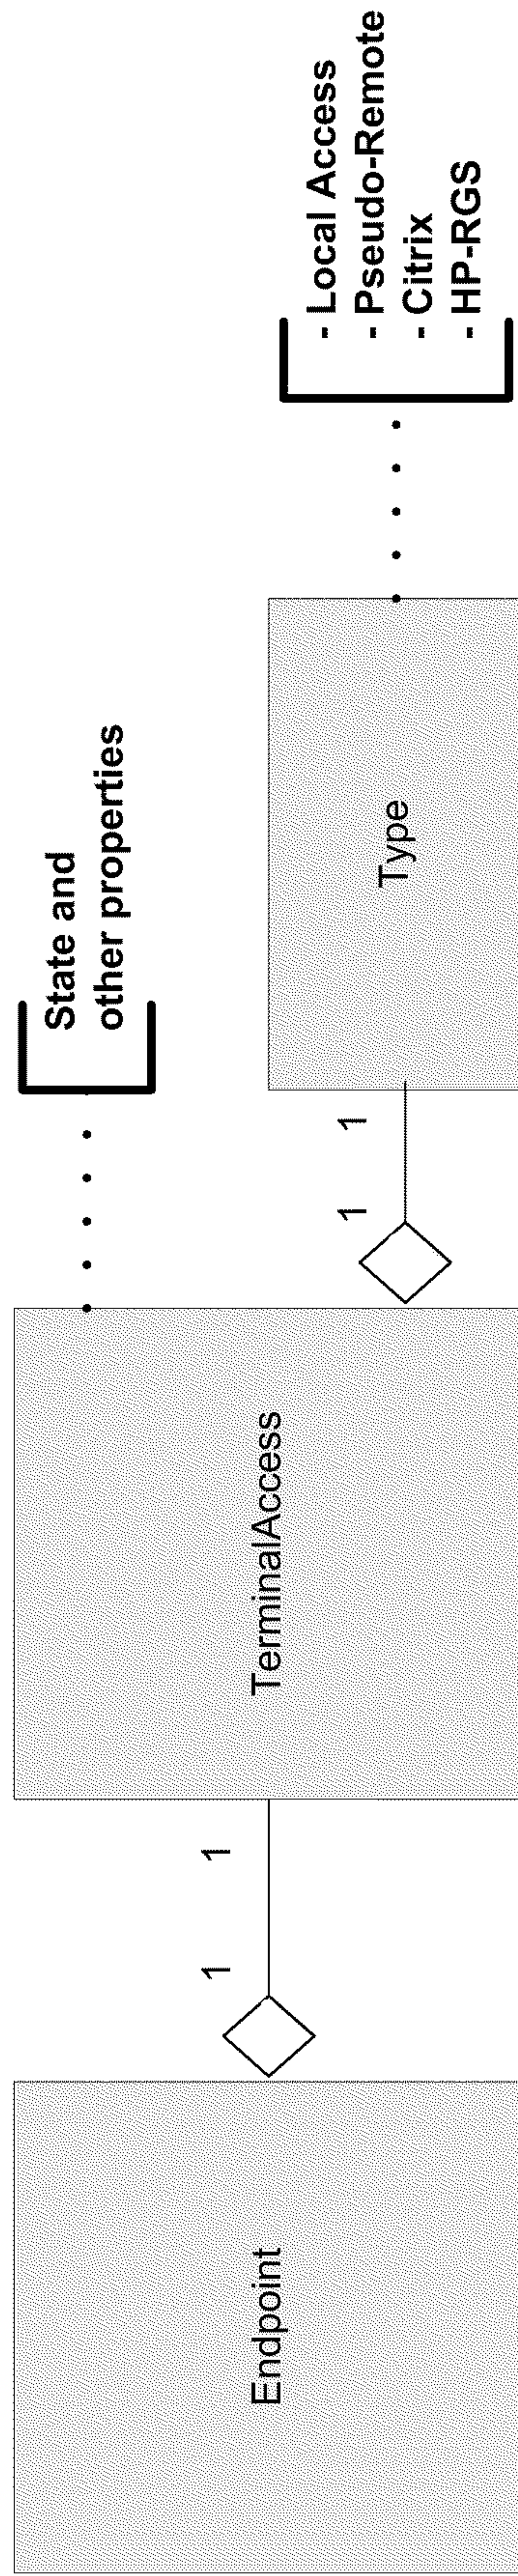 Endpoint
1
1
TerminalAccess
State and
other properties
1
1
Type
- Local Access
- Pseudo-Remote
- Citrix
- HP-RGS